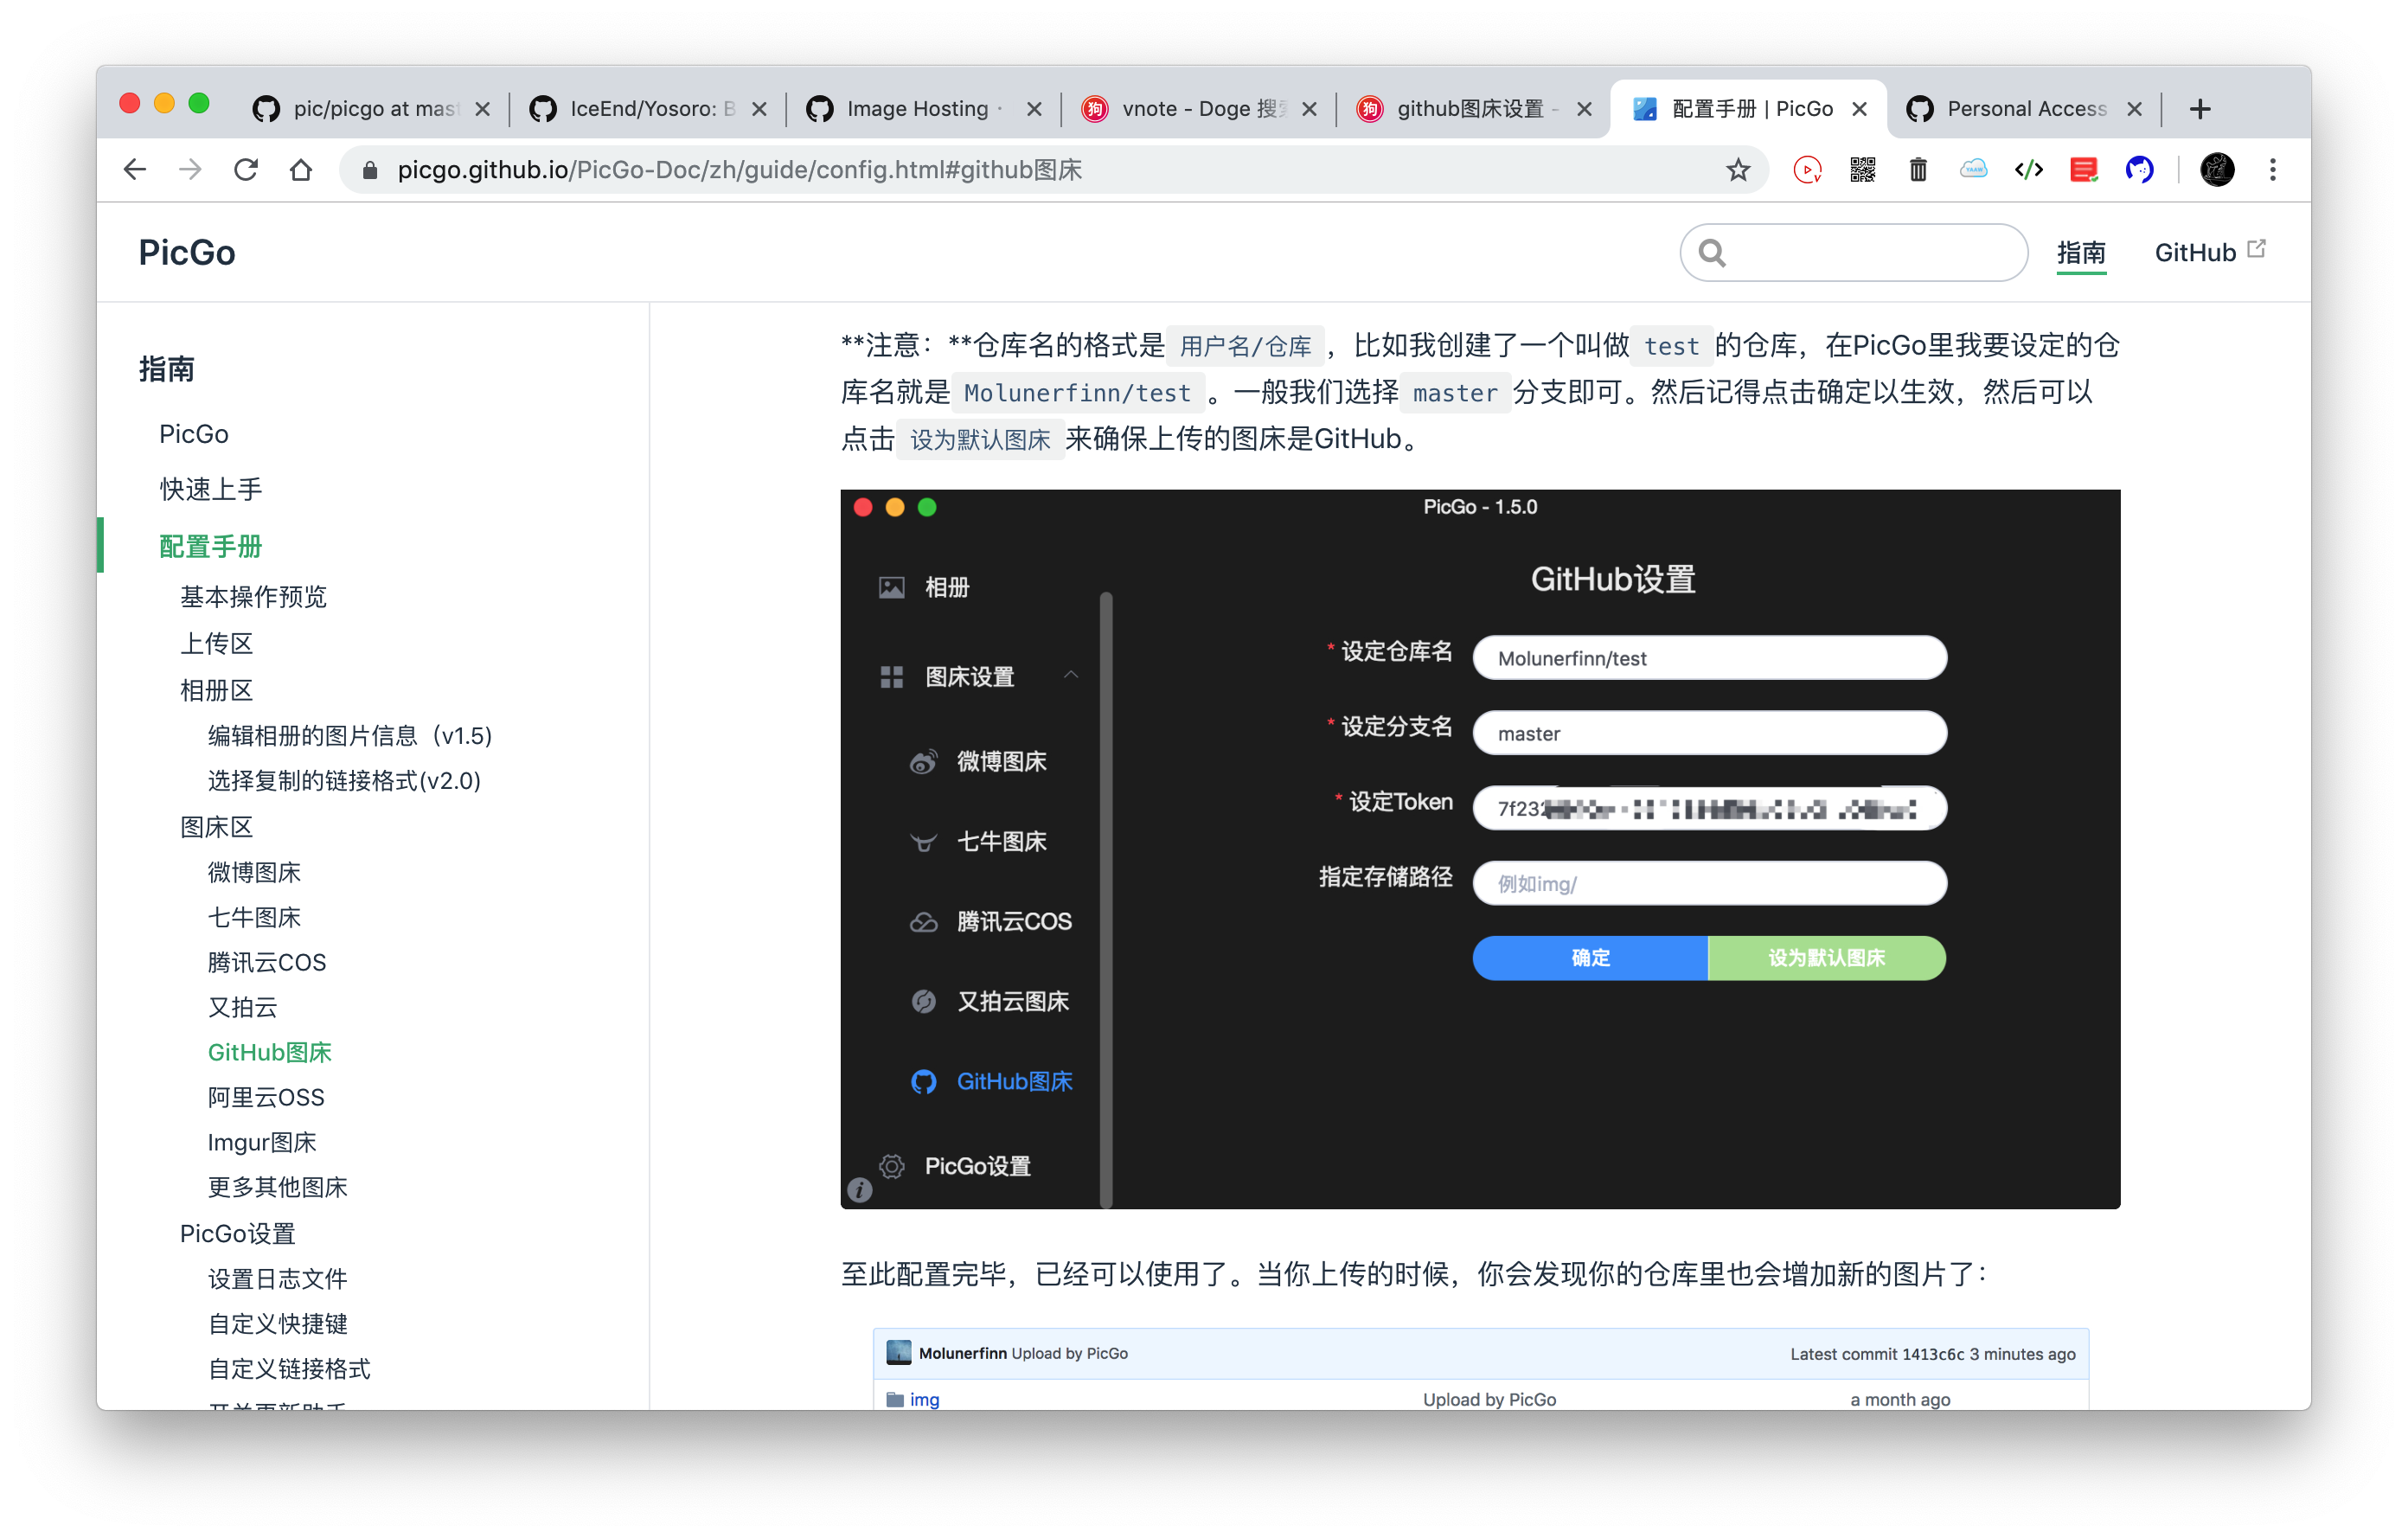 pic/picgo at mas
IceEnd/Yosoro: B
Image Hosting ·
vnote - Doge 搜
github图床设置 -
配置手册 | PicGo
Personal Access
picgo.github.io/PicGo-Doc/zh/guide/config.html#github图床
PicGo
指南
GitHub
指南
PicGo
快速上手
配置手册
基本操作预览
上传区
相册区
编辑相册的图片信息（v1.5)
选择复制的链接格式(v2.0)
图床区
微博图床
七牛图床
腾讯云COS
又拍云
GitHub图床
阿里云OSS
Imgur图床
更多其他图床
PicGo设置
设置日志文件
自定义快捷键
自定义链接格式
**注意：**仓库名的格式是 用户名/仓库 ，比如我创建了一个叫做 test 的仓库，在PicGo里我要设定的仓
库名就是 Molunerfinn/test 。一般我们选择 master 分支即可。然后记得点击确定以生效，然后可以
点击 设为默认图床 来确保上传的图床是GitHub。
PicGo - 1.5.0
相册
图床设置
微博图床
七牛图床
腾讯云COS
又拍云图床
GitHub图床
PicGo设置
GitHub设置
* 设定仓库名 Molunerfinn/test
* 设定分支名 master
* 设定Token 7f232
指定存储路径 例如img/
确定 设为默认图床
至此配置完毕，已经可以使用了。当你上传的时候，你会发现你的仓库里也会增加新的图片了：
Molunerfinn Upload by PicGo Latest commit 1413c6c 3 minutes ago
img Upload by PicGo a month ago